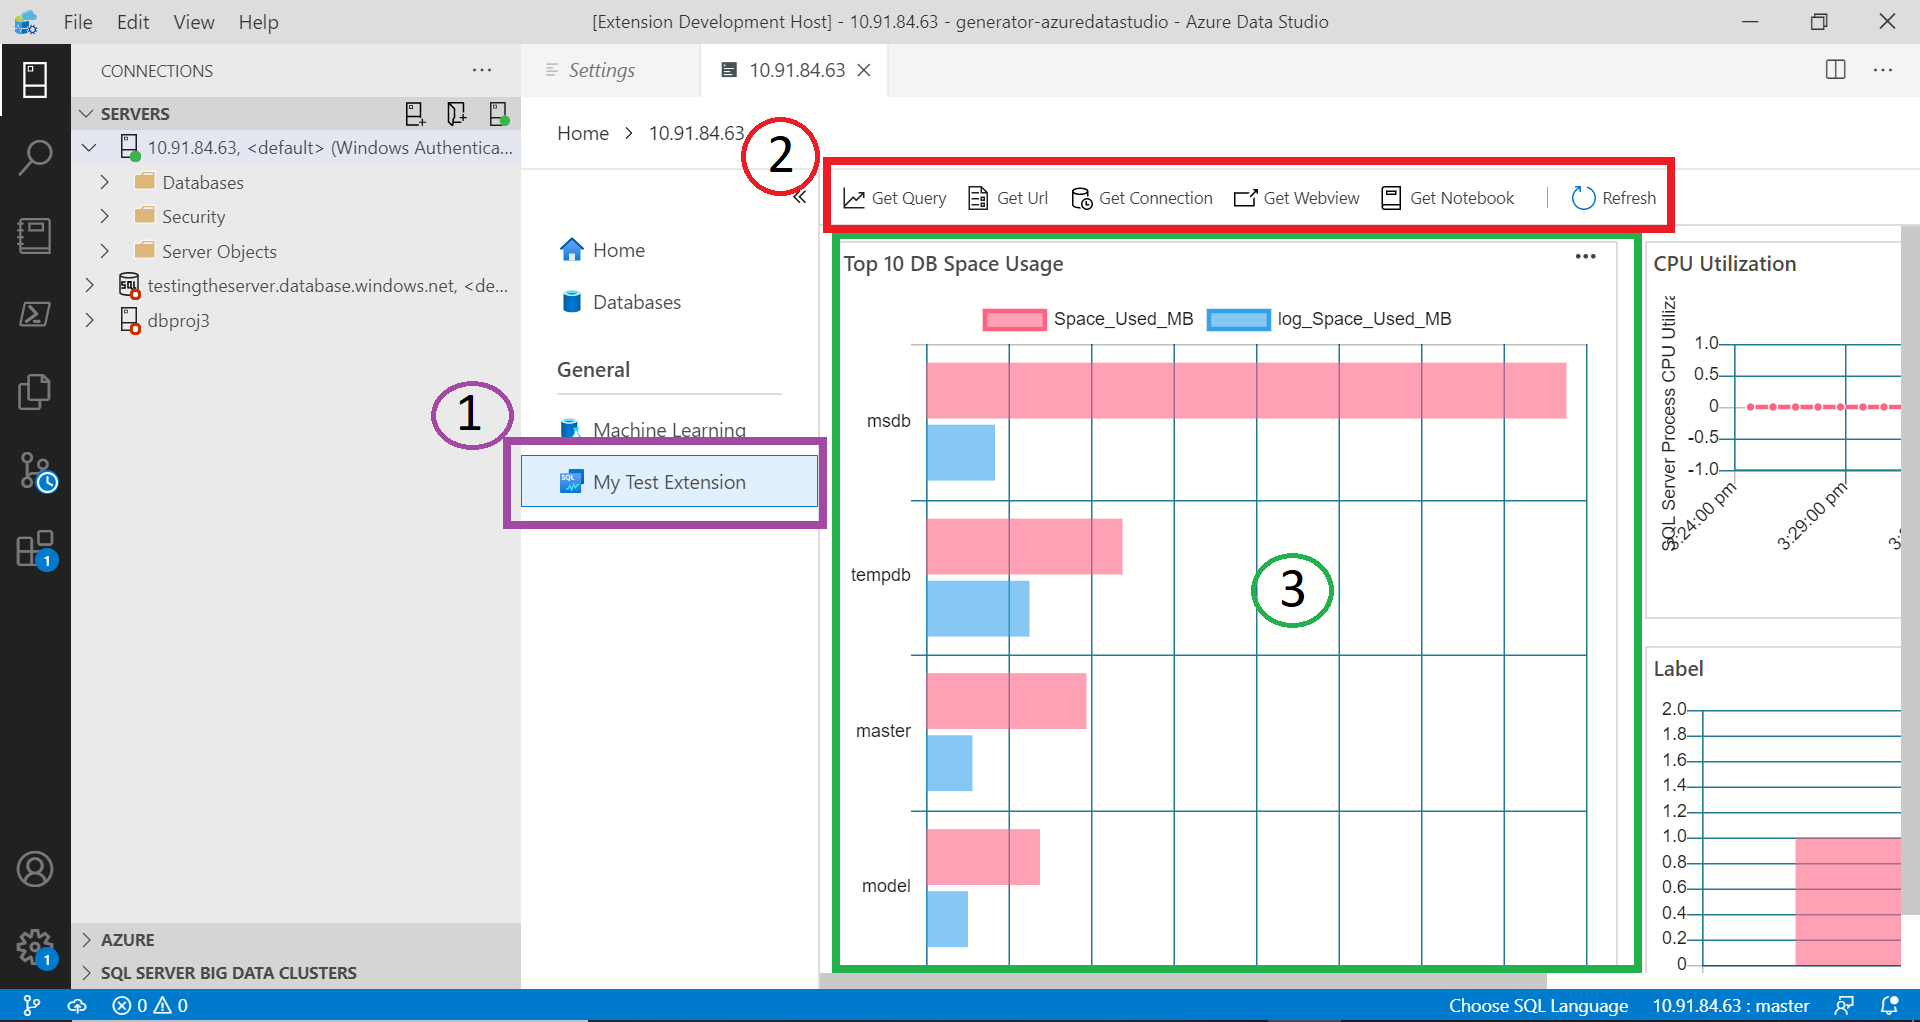 File Edit View Help
[Extension Development Host] - 10.91.84.63 - generator-azuredatastudio - Azure Data Studio
CONNECTIONS
SERVERS
10.91.84.63, <default> (Windows Authentica...
Databases
Security
Server Objects
testingtheserver.database.windows.net, <de...
dbproj3
AZURE
SQL SERVER BIG DATA CLUSTERS
1
1
Settings
10.91.84.63
Home > 10.91.84.63
2
Get Query Get Url Get Connection Get Webview Get Notebook Refresh
Home
Databases
General
1
Machine Learning
SQL
My Test Extension
Top 10 DB Space Usage
Space_Used_MB log_Space_Used_MB
msdb
tempdb
master
model
3
CPU Utilization
SQL Server Process CPU Utiliza
1.0
0.5
0
-0.5
-1.0
3:24:00 pm
3:29:00 pm
3:
Label
2.0
1.8
1.6
1.4
1.2
1.0
0.8
0.6
0.4
0.2
0
0 0
Choose SQL Language
10.91.84.63 : master